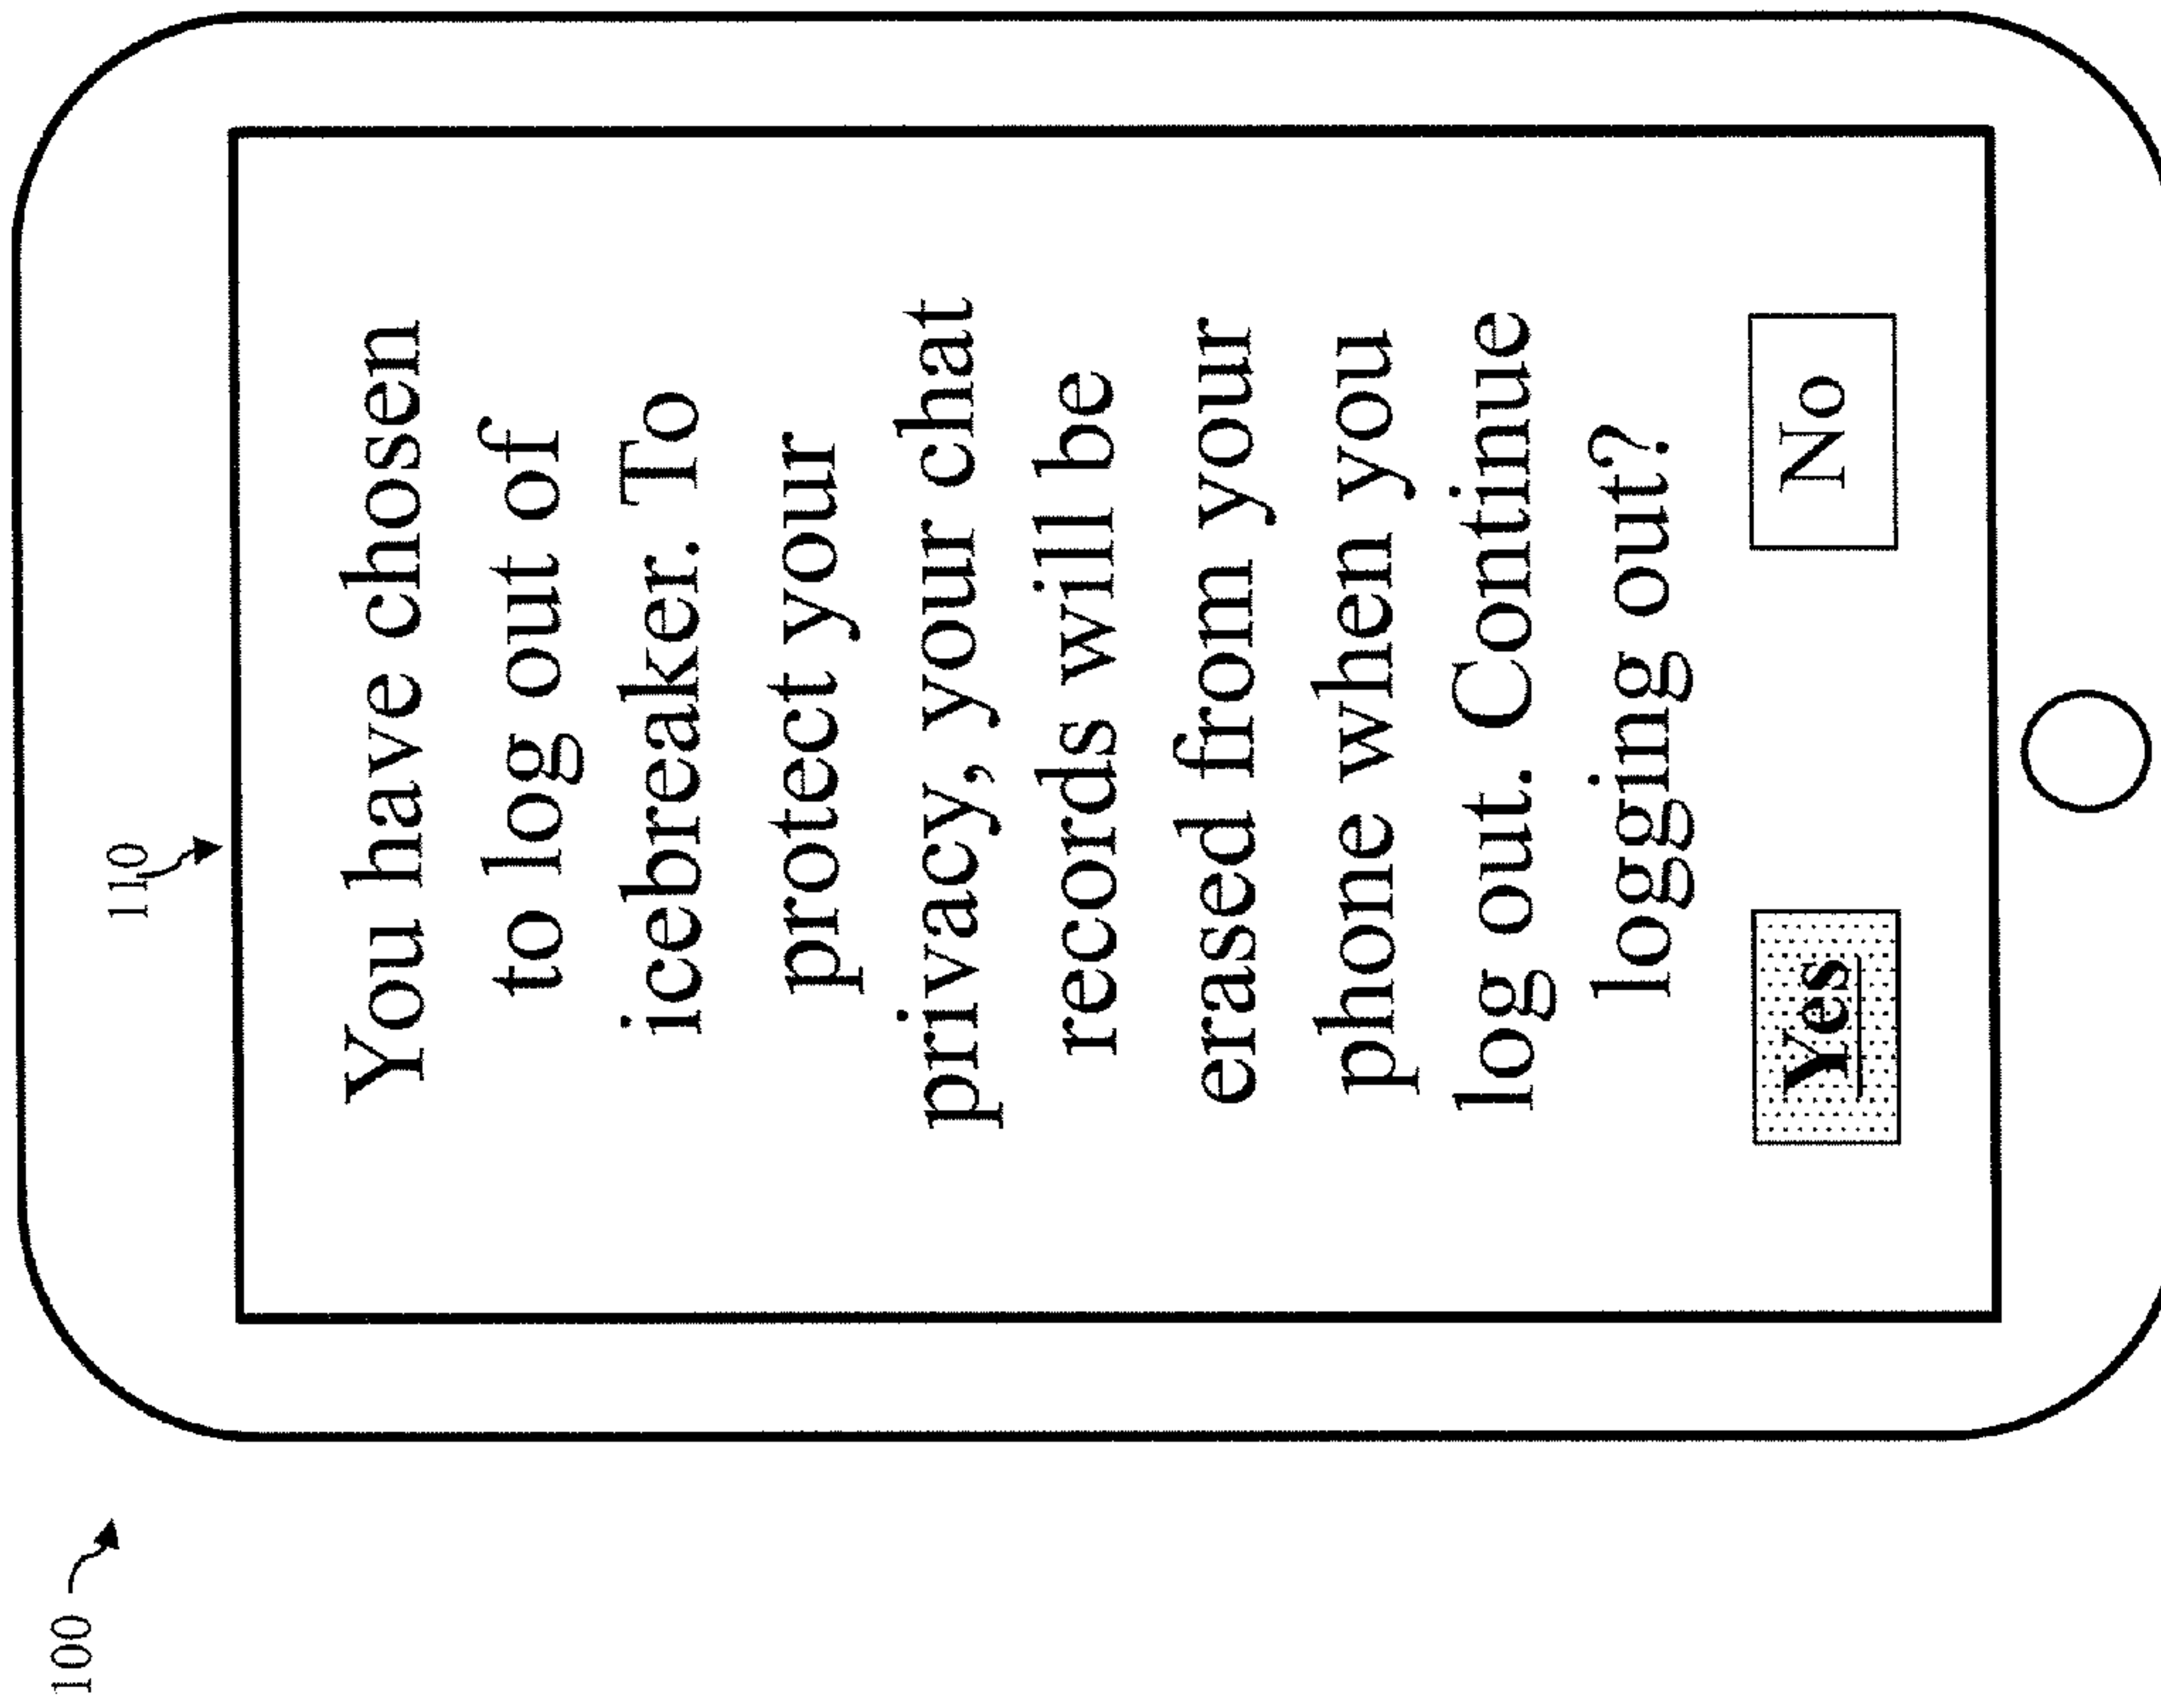 100
110
You have chosen
to log out of
icebreaker. To
protect your
privacy, your chat
records will be
erased from your
phone when you
log out. Continue
logging out?
Yes No